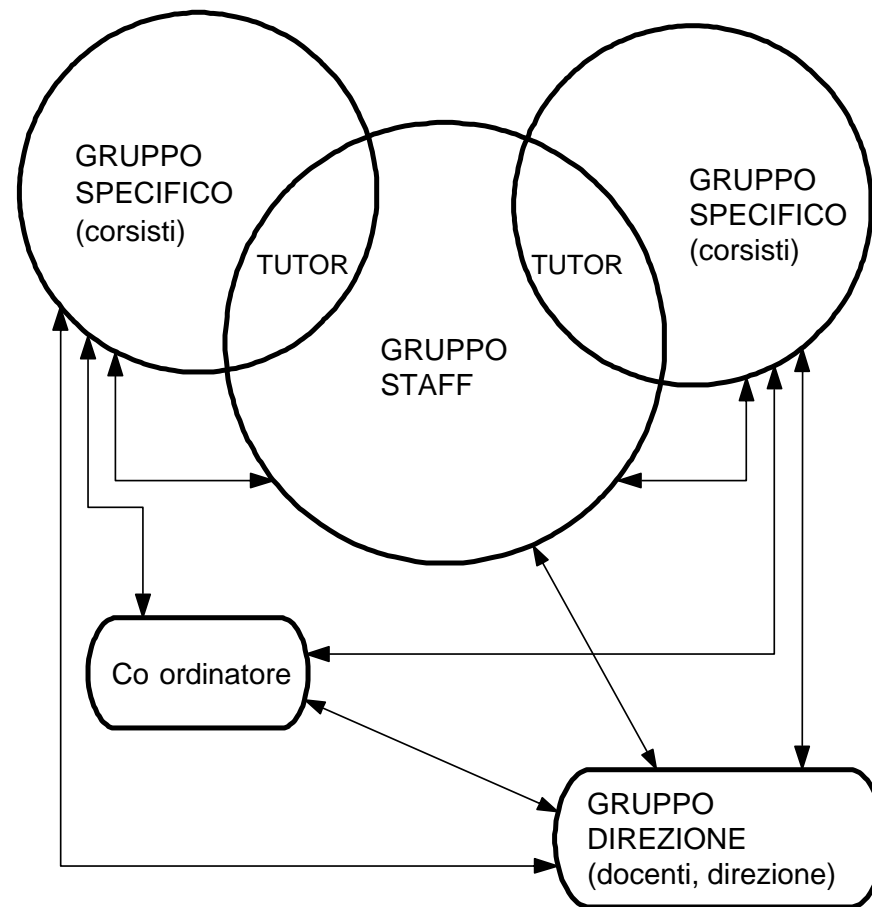 GRUPPO
SPECIFICO
(corsisti)
GRUPPO
SPECIFICO
(corsisti)
TUTOR
TUTOR
GRUPPO
STAFF
Co ordinatore
GRUPPO
DIREZIONE
(docenti, direzione)